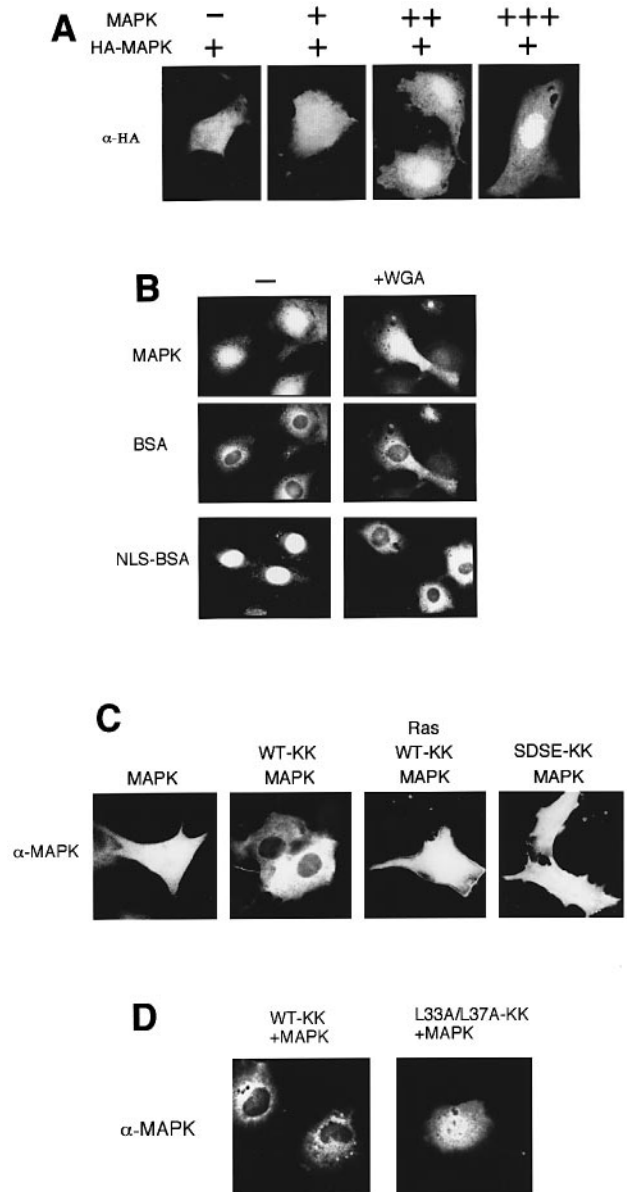 A
MAPK − + ++ +++
HA-MAPK + + + +
α-HA
B
− +WGA
MAPK
BSA
NLS-BSA
C
Ras
WT-KK WT-KK SDSE-KK
MAPK MAPK MAPK MAPK
α-MAPK
D
WT-KK L33A/L37A-KK
+MAPK +MAPK
α-MAPK